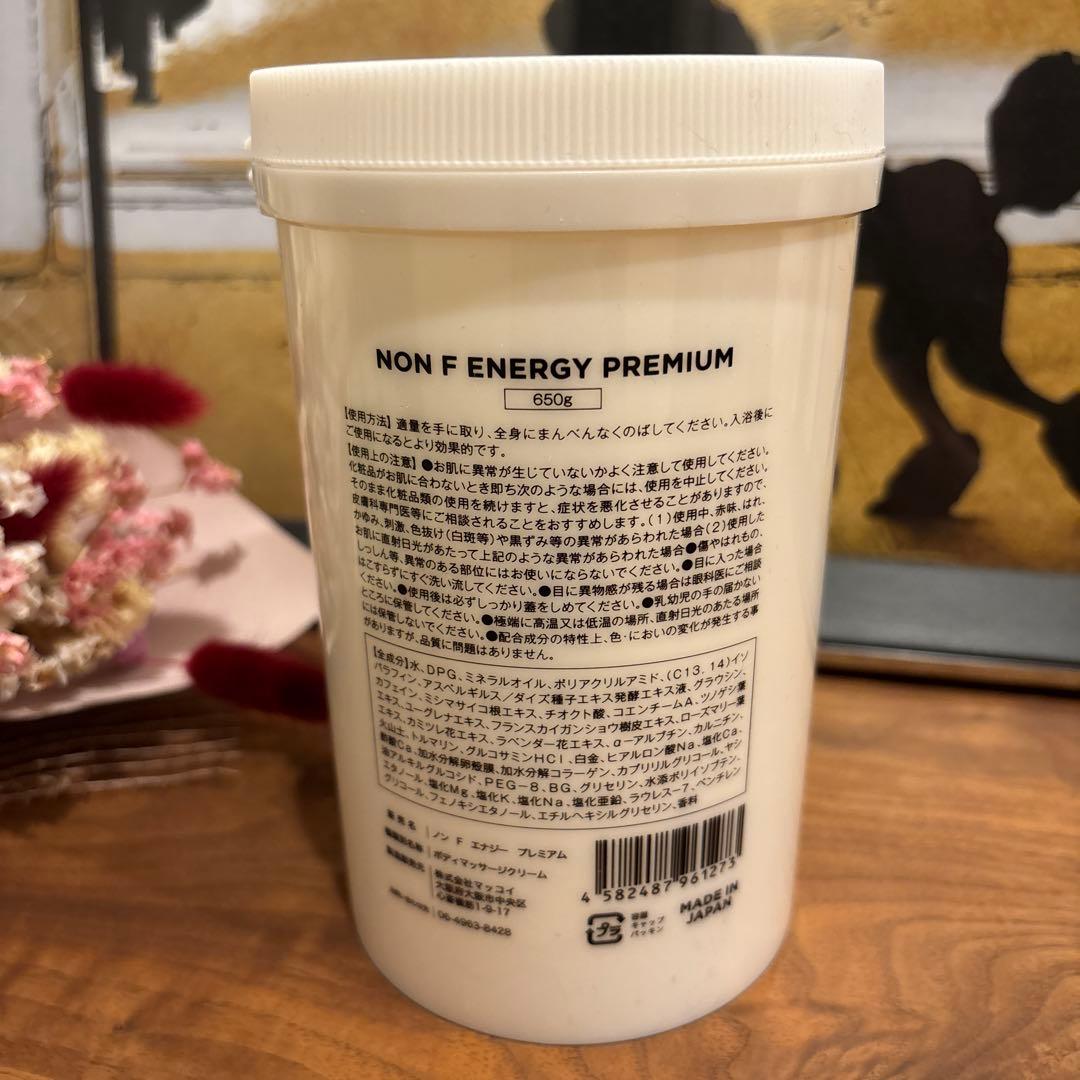 NON F ENERGY PREMIUM
650g
【使用方法】 適量を手に取り、全身にまんべんなくのばしてください。入浴後に
ご使用になるとより効果的です。
【使用上の注意】 ●お肌に異常が生じていないかよく注意して使用してください。
化粧品がお肌に合わないとき即ち次のような場合には、使用を中止してください。
そのまま化粧品類の使用を続けますと、症状を悪化させることがありますので、
皮膚科専門医等にご相談されることをおすすめします。(1)使用中、赤味、はれ、
かゆみ、刺激、色抜け(白斑等)や黒ずみ等の異常があらわれた場合(2)使用した
お肌に直射日光があたって上記のような異常があらわれた場合●傷やはれもの、
しっしん等、異常のある部位にはお使いにならないでください。●目に入った場合
はこすらずにすぐ洗い流してください。●目に異物感が残る場合は眼科医にご相談
ください。●使用後は必ずしっかり蓋をしめてください。●乳幼児の手の届かない
ところに保管してください。●極端に高温又は低温の場所、直射日光のあたる場所
には保管しないでください。●配合成分の特性上、色・においの変化が発生する事
がありますが、品質に問題はありません。
【全成分】水、DPG、ミネラルオイル、ポリアクリルアミド、(C13, 14)イソ
パラフィン、アスペルギルス/ダイズ種子エキス発酵エキス液、グラウシン、
カフェイン、ミシマサイコ根エキス、チオクト酸、コエンチームA、ツノゲシ葉
エキス、ユーグレナエキス、フランスカイガンショウ樹皮エキス、ローズマリー葉
エキス、カミツレ花エキス、ラベンダー花エキス、α-アルブチン、カルニチン、
火山土、トルマリン、グルコサミンHCl、白金、ヒアルロン酸Na、塩化Ca、
酢酸Ca、加水分解卵殻膜、加水分解コラーゲン、カプリリルグリコール、ヤシ
油アルキルグルコシド、PEG-8、BG、グリセリン、水添ポリイソブテン、
エタノール、塩化Mg、塩化K、塩化Na、塩化亜鉛、ラウレス-7、ペンチレン
グリコール、フェノキシエタノール、エチルヘキシルグリセリン、香料
ノン F エナジー プレミアム
ボディマッサージクリーム
株式会社マッコイ
大阪府大阪市中央区
心斎橋筋1-9-17
06-4963-8428
4 582487 961273
プラ
容器
キャップ
パッキン
MADE IN
JAPAN